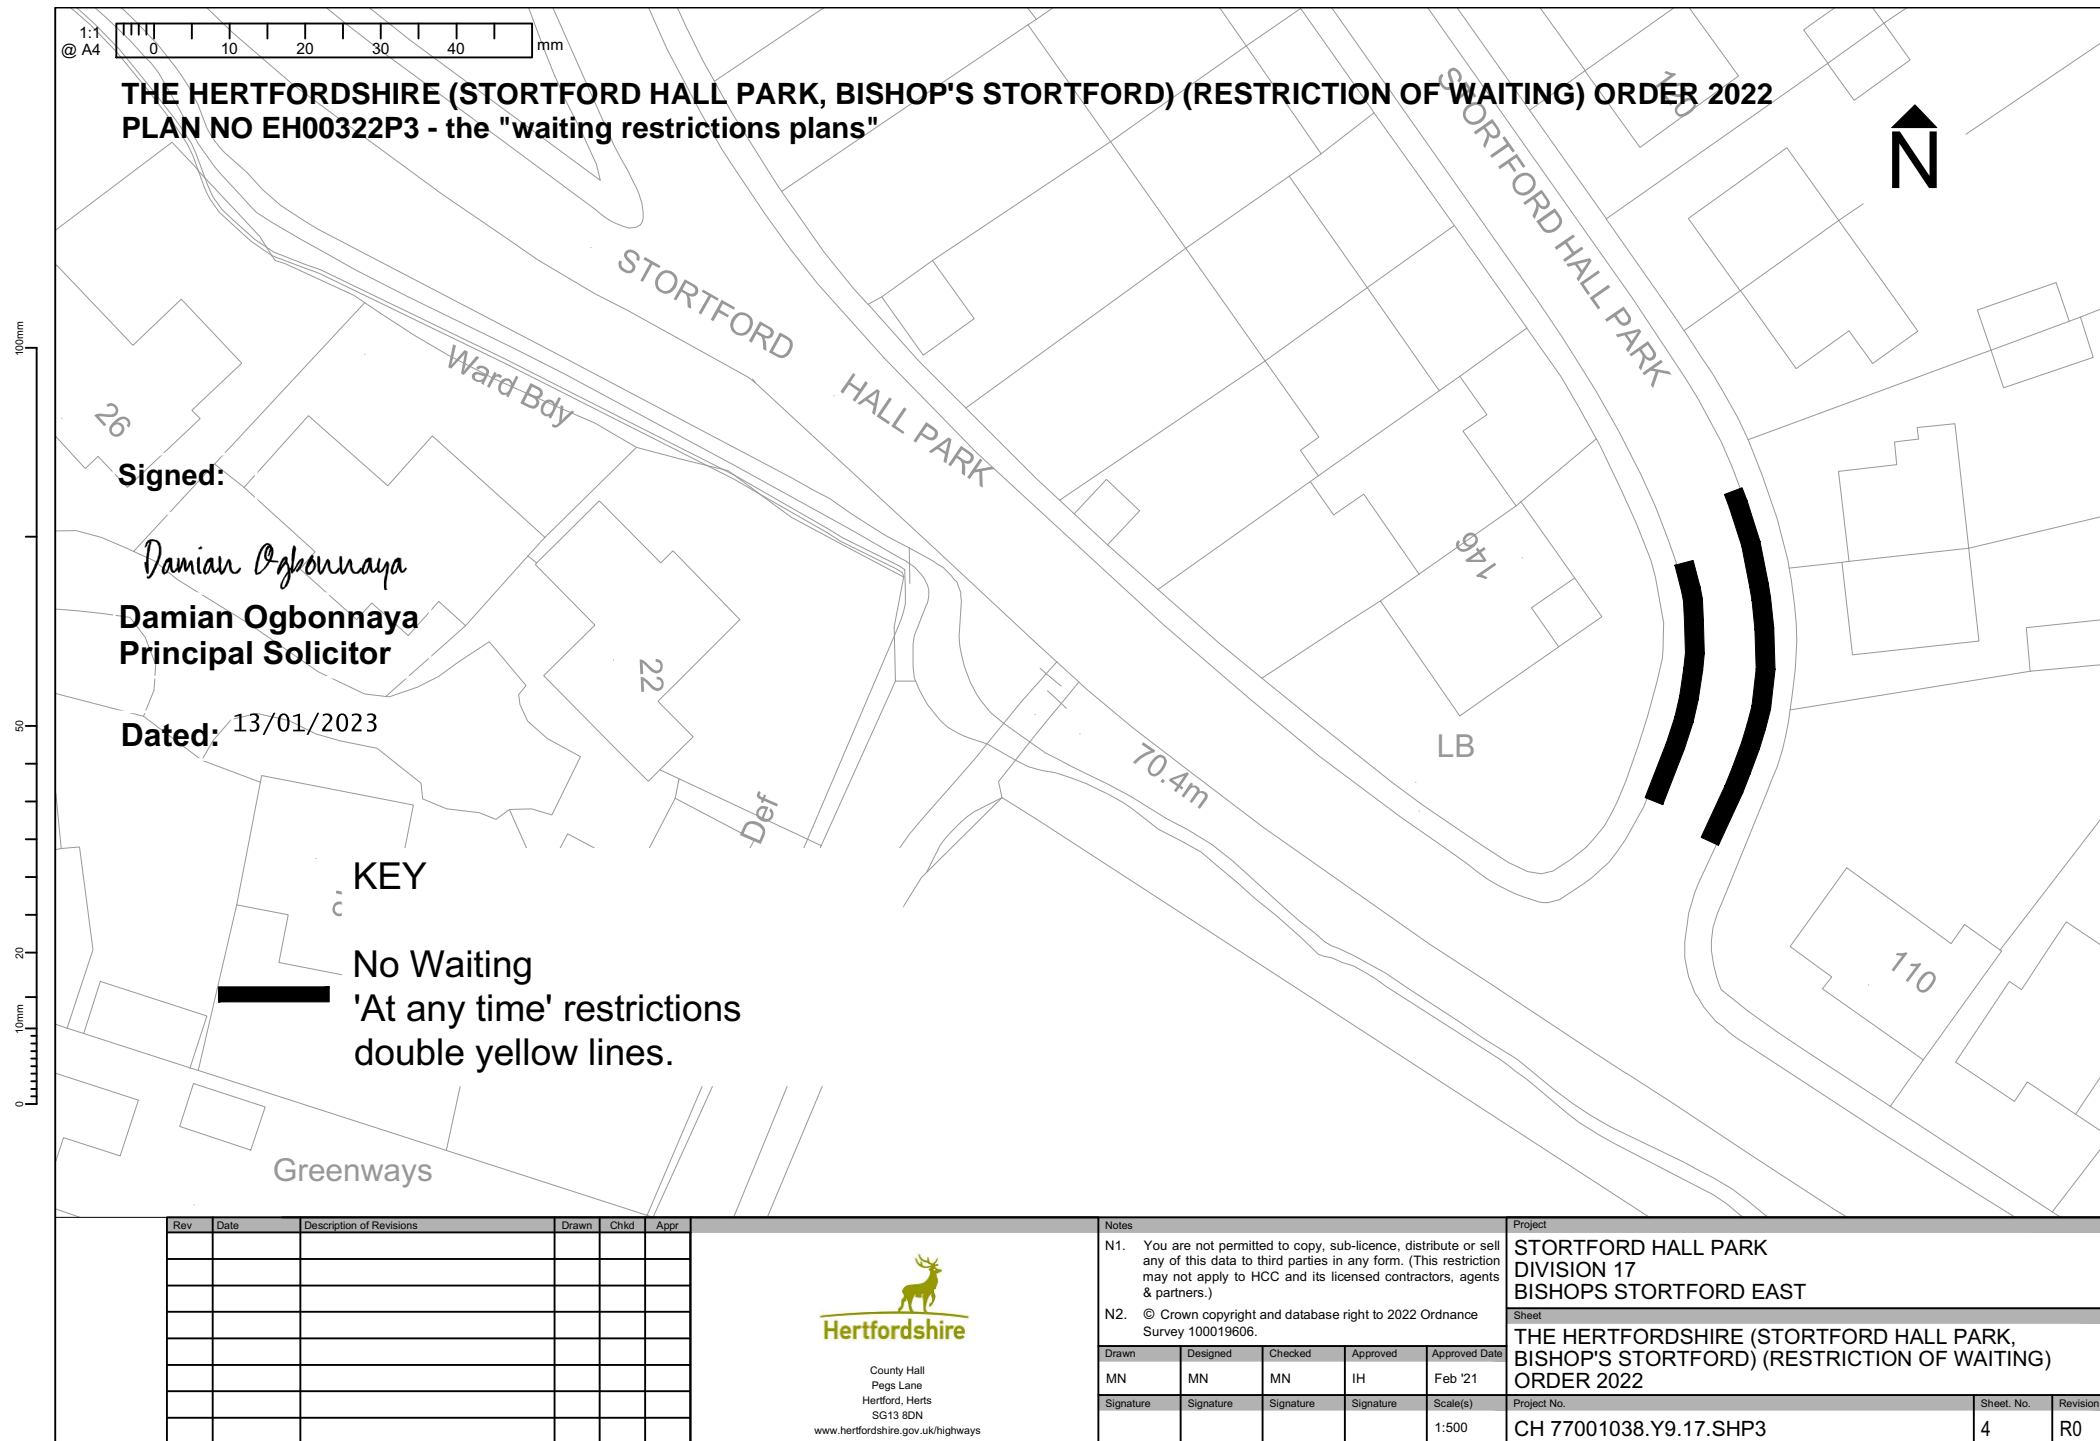 1:1
@ A4
0 10 20 30 40 mm
THE HERTFORDSHIRE (STORTFORD HALL PARK, BISHOP'S STORTFORD) (RESTRICTION OF WAITING) ORDER 2022
PLAN NO EH00322P3 - the "waiting restrictions plans"
N
STORTFORD HALL PARK
STORTFORD HALL PARK
Ward Bdy
26
22
146
110
LB
70.4m
Def
Greenways
100mm
50
20
10mm
0
Signed:
Damian Ogbonnaya
Damian Ogbonnaya
Principal Solicitor
Dated: 13/01/2023
KEY
No Waiting
'At any time' restrictions
double yellow lines.
Rev Date Description of Revisions Drawn Chkd Appr
Hertfordshire
County Hall
Pegs Lane
Hertford, Herts
SG13 8DN
www.hertfordshire.gov.uk/highways
Notes
N1. You are not permitted to copy, sub-licence, distribute or sell
any of this data to third parties in any form. (This restriction
may not apply to HCC and its licensed contractors, agents
& partners.)
N2. © Crown copyright and database right to 2022 Ordnance
Survey 100019606.
Drawn Designed Checked Approved Approved Date
MN MN MN IH Feb '21
Signature Signature Signature Signature Scale(s)
1:500
Project
STORTFORD HALL PARK
DIVISION 17
BISHOPS STORTFORD EAST
Sheet
THE HERTFORDSHIRE (STORTFORD HALL PARK,
BISHOP'S STORTFORD) (RESTRICTION OF WAITING)
ORDER 2022
Project No. Sheet. No. Revision
CH 77001038.Y9.17.SHP3 4 R0